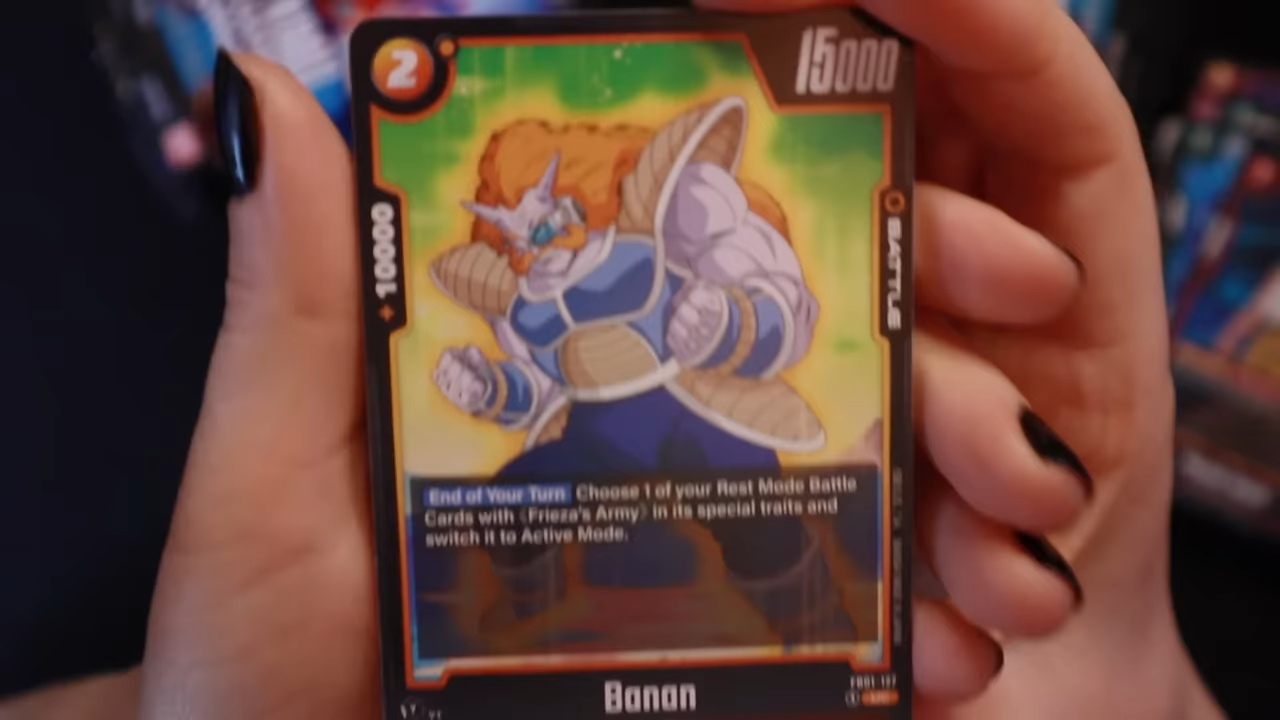 2
15000
10000
BATTLE
End of Your Turn Choose 1 of your Rest Mode Battle
Cards with 《Frieza's Army》 in its special traits and
switch it to Active Mode.
Banan